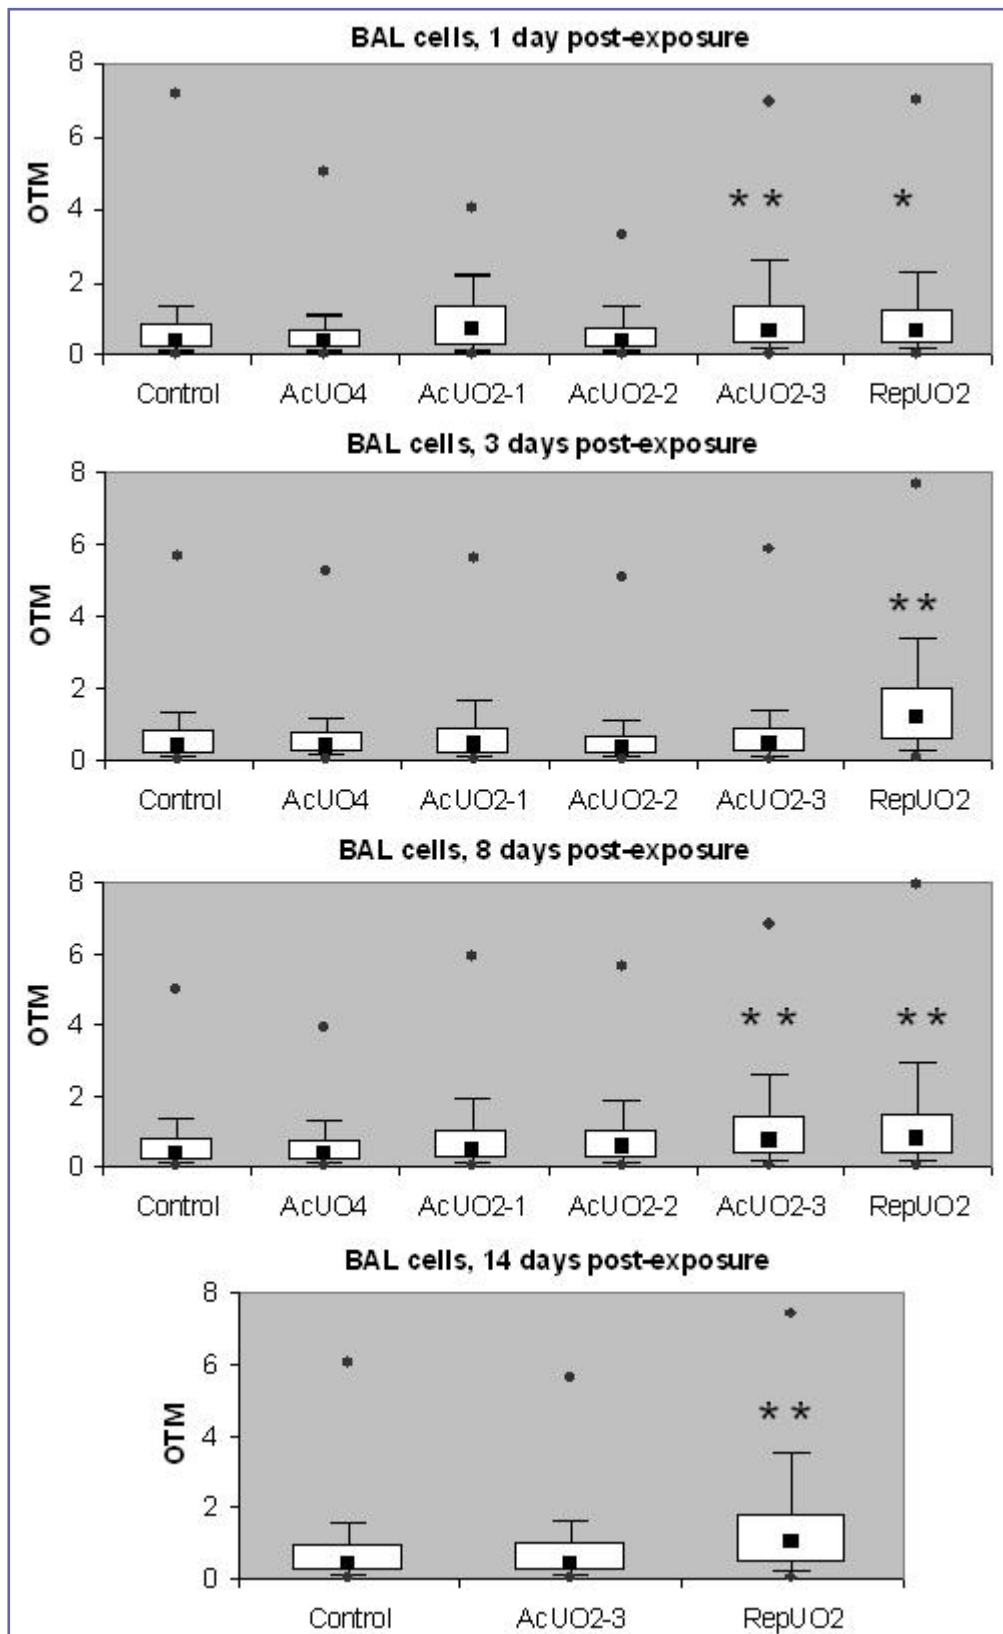 BAL cells, 1 day post-exposure
8
6
4
2
0
OTM
* *
*
Control AcUO4 AcUO2-1 AcUO2-2 AcUO2-3 RepUO2
BAL cells, 3 days post-exposure
8
6
4
2
0
OTM
* *
Control AcUO4 AcUO2-1 AcUO2-2 AcUO2-3 RepUO2
BAL cells, 8 days post-exposure
8
6
4
2
0
OTM
* *
* *
Control AcUO4 AcUO2-1 AcUO2-2 AcUO2-3 RepUO2
BAL cells, 14 days post-exposure
8
6
4
2
0
OTM
* *
Control AcUO2-3 RepUO2